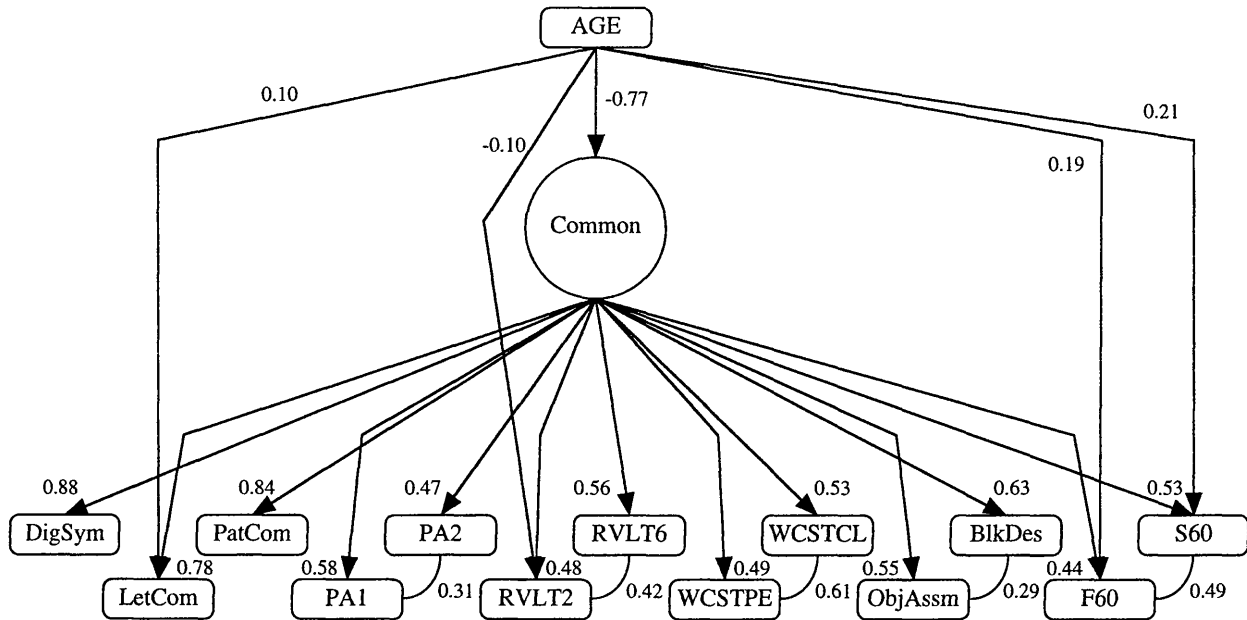 AGE
0.10
-0.77
0.21
-0.10
0.19
Common
0.88
0.84
0.47
0.56
0.53
0.63
0.53
DigSym
PatCom
PA2
RVLT6
WCSTCL
BlkDes
S60
0.78
0.58
0.48
0.49
0.55
0.44
LetCom
PA1
0.31
RVLT2
0.42
WCSTPE
0.61
ObjAssm
0.29
F60
0.49